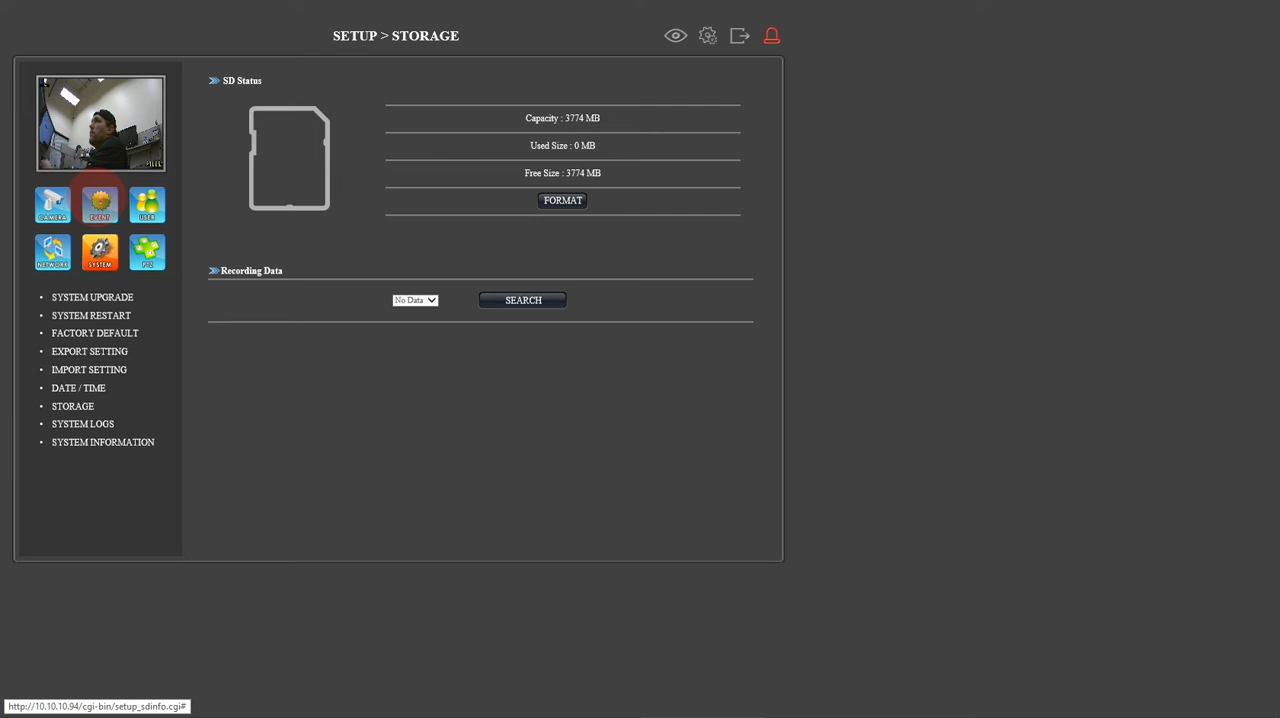 SETUP > STORAGE
SD Status
Capacity : 3774 MB
Used Size : 0 MB
Free Size : 3774 MB
FORMAT
CAMERA
EVENT
USER
NETWORK
SYSTEM
PTZ
Recording Data
No Data
SEARCH
• SYSTEM UPGRADE
• SYSTEM RESTART
• FACTORY DEFAULT
• EXPORT SETTING
• IMPORT SETTING
• DATE / TIME
• STORAGE
• SYSTEM LOGS
• SYSTEM INFORMATION
http://10.10.10.94/cgi-bin/setup_sdinfo.cgi#